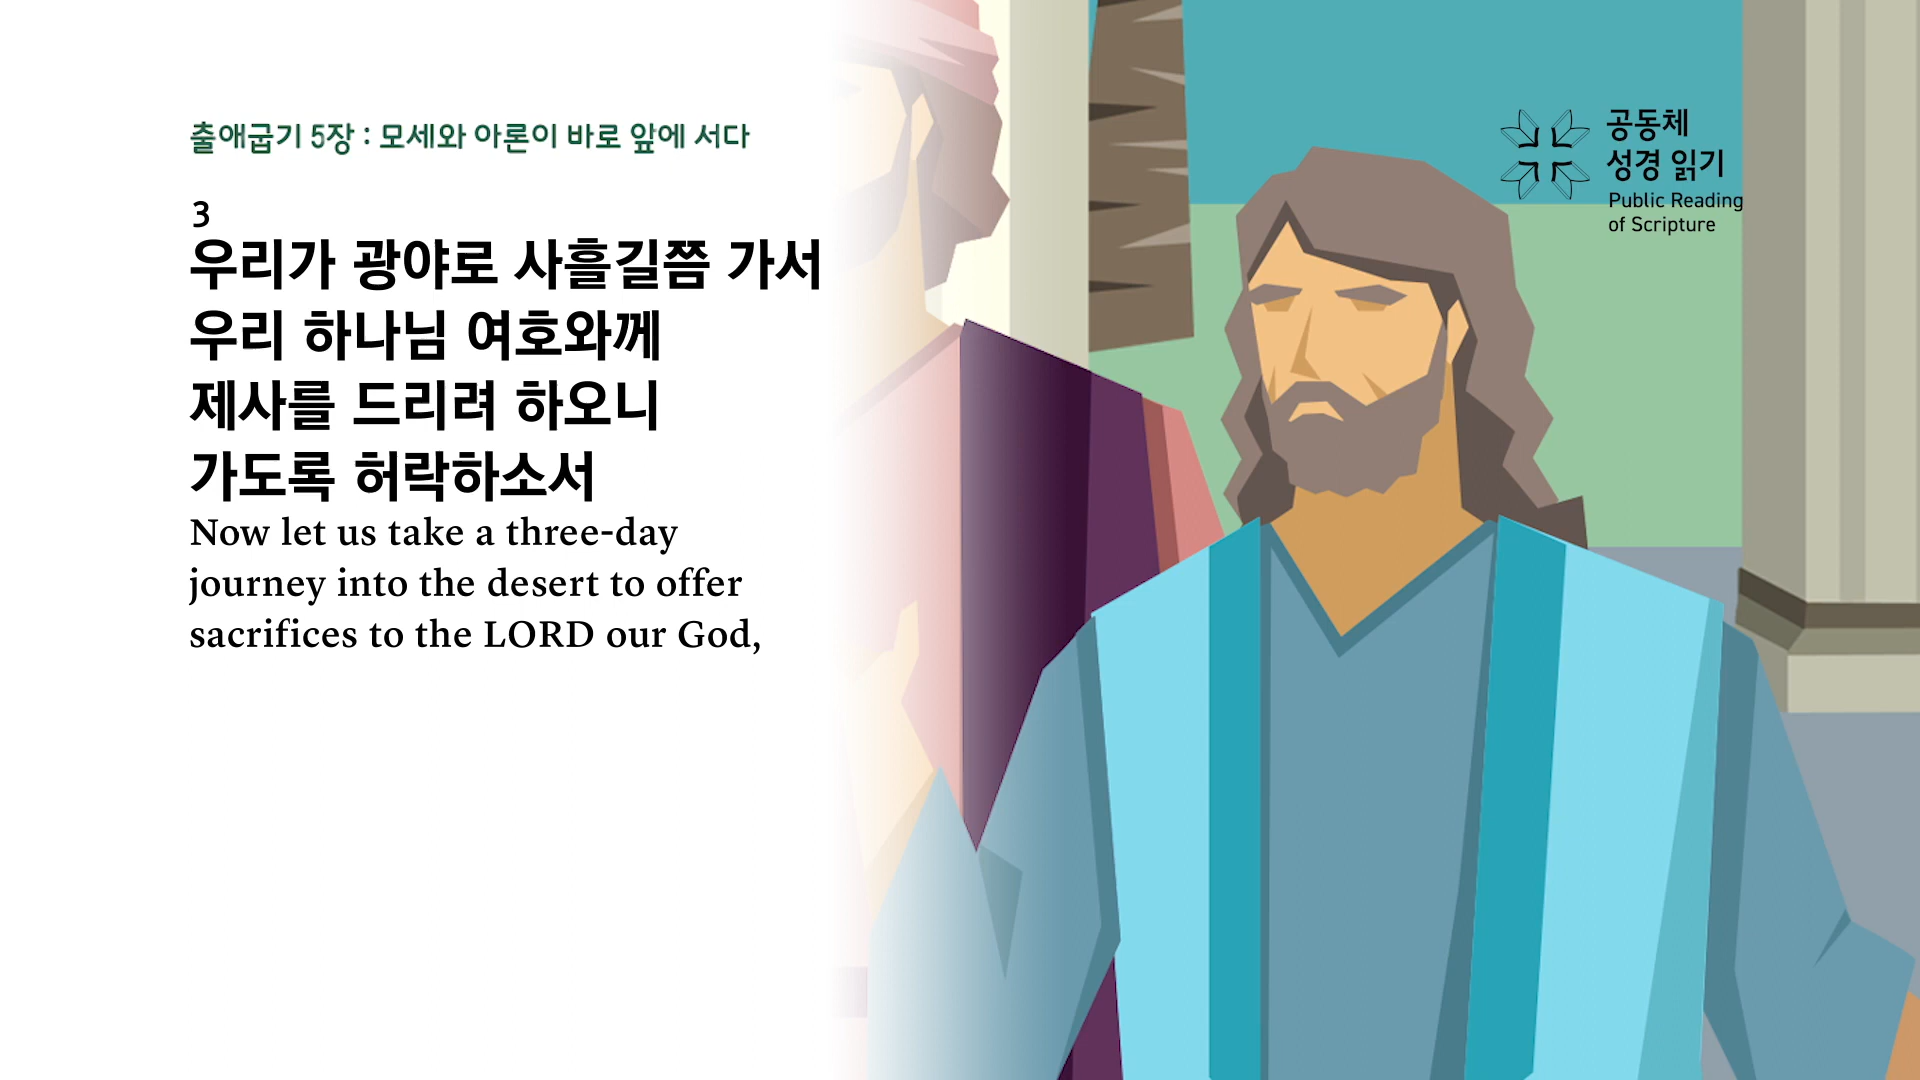 출애굽기 5장 : 모세와 아론이 바로 앞에 서다
공동체
성경 읽기
Public Reading
of Scripture
3
우리가 광야로 사흘길쯤 가서
우리 하나님 여호와께
제사를 드리려 하오니
가도록 허락하소서
Now let us take a three-day
journey into the desert to offer
sacrifices to the LORD our God,